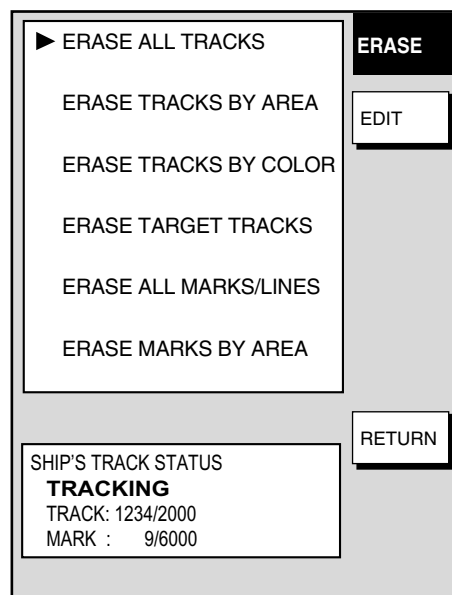 ▶ ERASE ALL TRACKS
ERASE TRACKS BY AREA
ERASE TRACKS BY COLOR
ERASE TARGET TRACKS
ERASE ALL MARKS/LINES
ERASE MARKS BY AREA
ERASE
EDIT
RETURN
SHIP'S TRACK STATUS
TRACKING
TRACK: 1234/2000
MARK : 9/6000